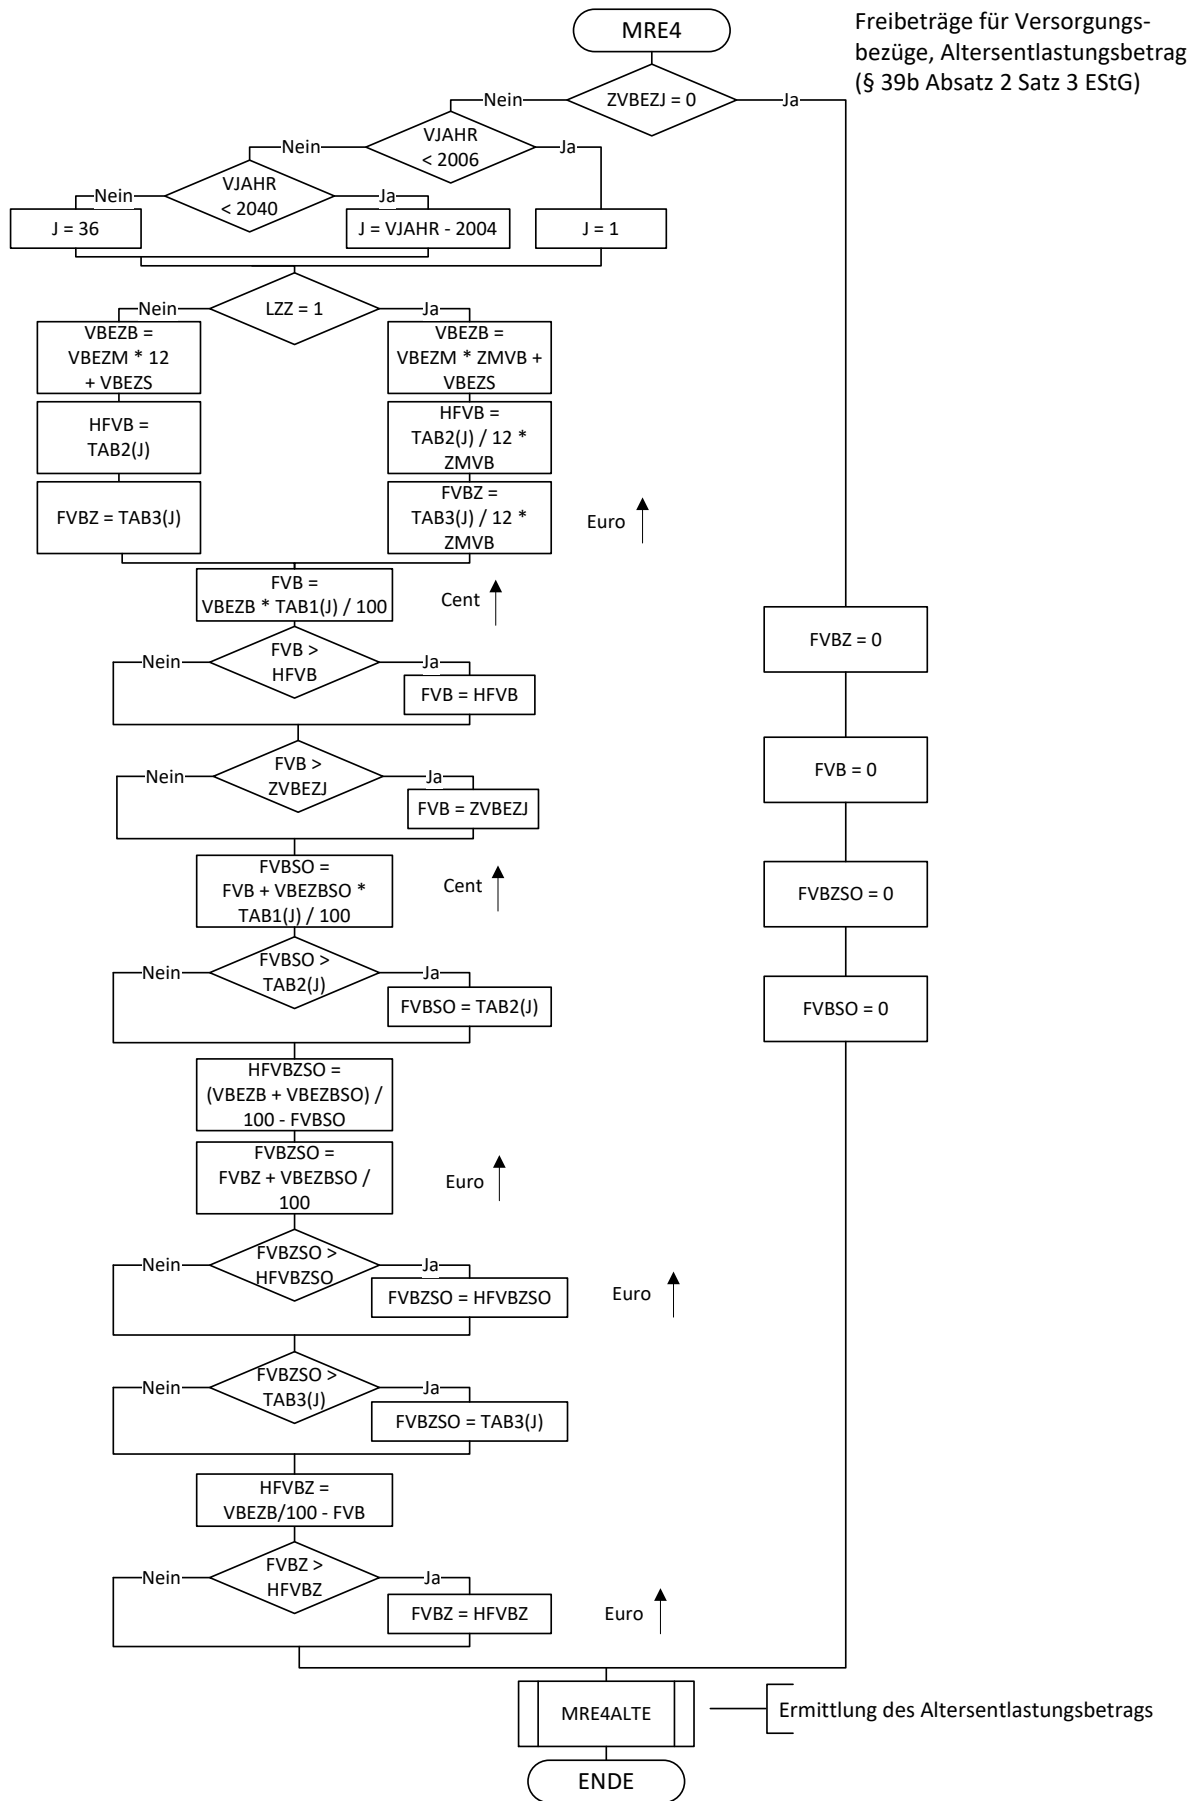 MRE4
Freibeträge für Versorgungs-
bezüge, Altersentlastungsbetrag
(§ 39b Absatz 2 Satz 3 EStG)
Nein
ZVBEZJ = 0
Ja
Nein
VJAHR
< 2006
Ja
Nein
VJAHR
< 2040
Ja
J = 36
J = VJAHR - 2004
J = 1
Nein
LZZ = 1
Ja
VBEZB =
VBEZM * 12
+ VBEZS
VBEZB =
VBEZM * ZMVB +
VBEZS
HFVB =
TAB2(J)
HFVB =
TAB2(J) / 12 *
ZMVB
FVBZ = TAB3(J)
FVBZ =
TAB3(J) / 12 *
ZMVB
Euro
FVB =
VBEZB * TAB1(J) / 100
Cent
Nein
FVB >
HFVB
Ja
FVB = HFVB
FVBZ = 0
Nein
FVB >
ZVBEZJ
Ja
FVB = ZVBEZJ
FVB = 0
FVBSO =
FVB + VBEZBSO *
TAB1(J) / 100
Cent
FVBZSO = 0
Nein
FVBSO >
TAB2(J)
Ja
FVBSO = TAB2(J)
FVBSO = 0
HFVBZSO =
(VBEZB + VBEZBSO) /
100 - FVBSO
FVBZSO =
FVBZ + VBEZBSO /
100
Euro
Nein
FVBZSO >
HFVBZSO
Ja
FVBZSO = HFVBZSO
Euro
Nein
FVBZSO >
TAB3(J)
Ja
FVBZSO = TAB3(J)
HFVBZ =
VBEZB/100 - FVB
Nein
FVBZ >
HFVBZ
Ja
FVBZ = HFVBZ
Euro
MRE4ALTE
Ermittlung des Altersentlastungsbetrags
ENDE